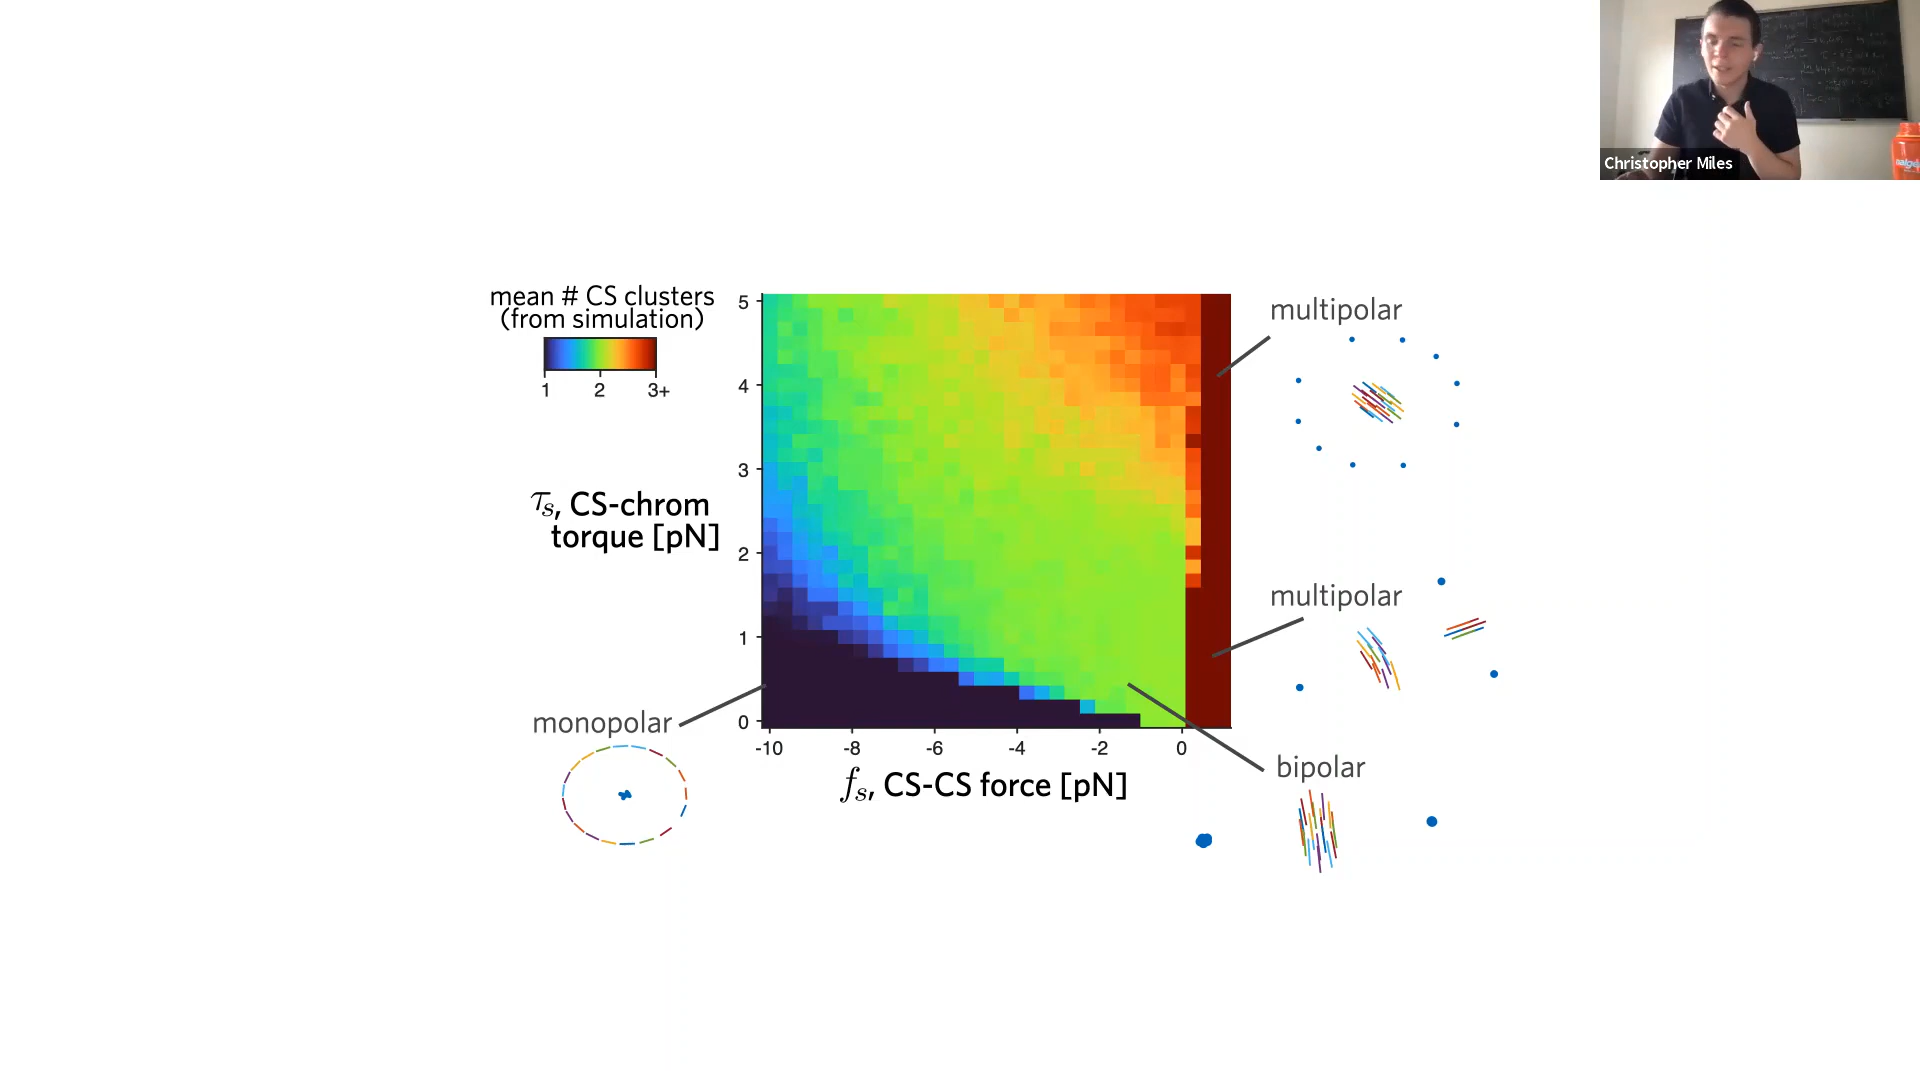 Christopher Miles
mean # CS clusters
(from simulation)
1 2 3+
τs, CS-chrom
torque [pN]
5
4
3
2
1
0
-10 -8 -6 -4 -2 0
fs, CS-CS force [pN]
multipolar
multipolar
monopolar
bipolar